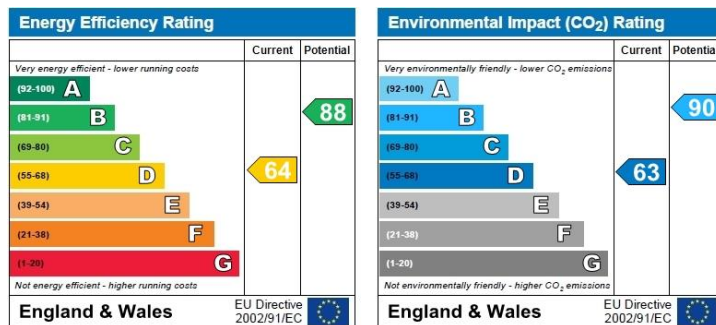 Energy Efficiency Rating
Current Potential
Very energy efficient - lower running costs
(92-100) A
(81-91) B
(69-80) C
(55-68) D
(39-54) E
(21-38) F
(1-20) G
64
88
Not energy efficient - higher running costs
England & Wales
EU Directive
2002/91/EC
Environmental Impact (CO₂) Rating
Current Potential
Very environmentally friendly - lower CO₂ emissions
(92-100) A
(81-91) B
(69-80) C
(55-68) D
(39-54) E
(21-38) F
(1-20) G
63
90
Not environmentally friendly - higher CO₂ emissions
England & Wales
EU Directive
2002/91/EC